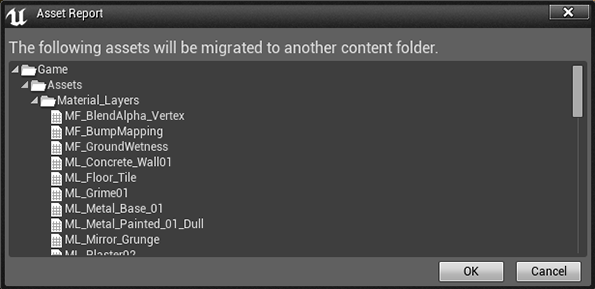 Asset Report
The following assets will be migrated to another content folder.
Game
Assets
Material_Layers
MF_BlendAlpha_Vertex
MF_BumpMapping
MF_GroundWetness
ML_Concrete_Wall01
ML_Floor_Tile
ML_Grime01
ML_Metal_Base_01
ML_Metal_Painted_01_Dull
ML_Mirror_Grunge
ML_Plaster02
OK Cancel